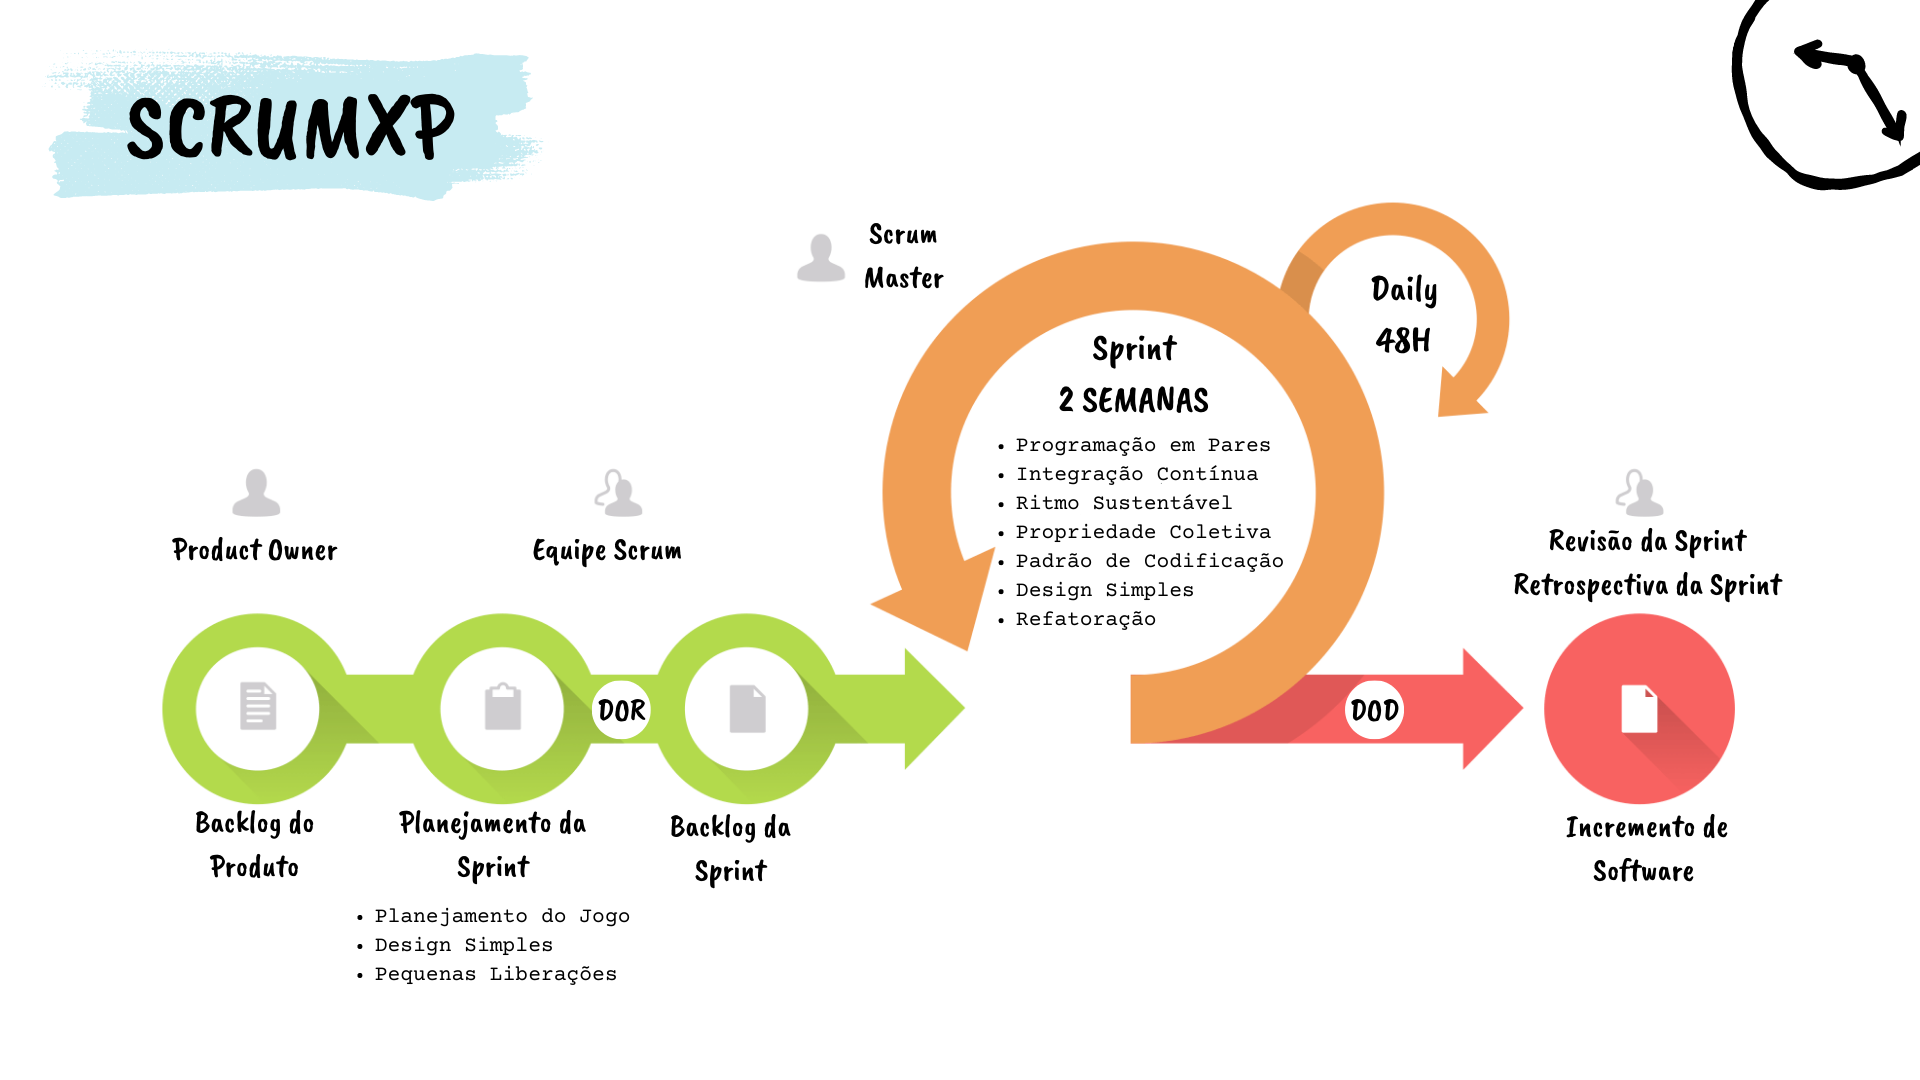 SCRUMXP
Scrum
Master
Daily
48H
Sprint
2 SEMANAS
• Programação em Pares
• Integração Contínua
• Ritmo Sustentável
• Propriedade Coletiva
• Padrão de Codificação
• Design Simples
• Refatoração
Product Owner
Equipe Scrum
Revisão da Sprint
Retrospectiva da Sprint
DOR
DOD
Backlog do
Produto
Planejamento da
Sprint
Backlog da
Sprint
Incremento de
Software
• Planejamento do Jogo
• Design Simples
• Pequenas Liberações